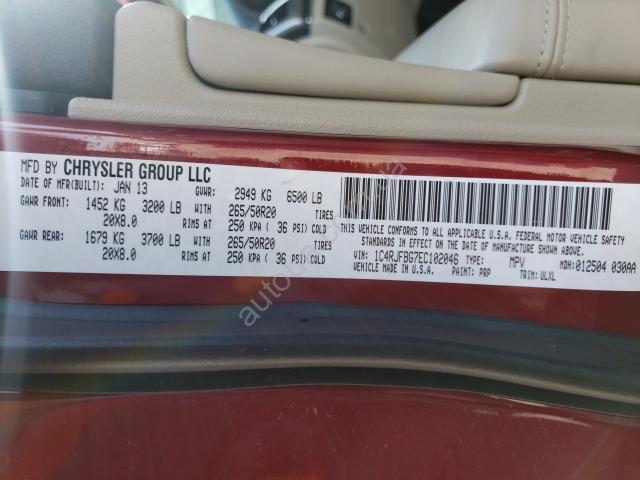 MFD BY CHRYSLER GROUP LLC
DATE OF MFR(BUILT): JAN 13 GVWR: 2949 KG 6500 LB
GAWR FRONT: 1452 KG 3200 LB WITH 265/50R20 TIRES
20X8.0 RIMS AT 250 KPA ( 36 PSI) COLD
GAWR REAR: 1679 KG 3700 LB WITH 265/50R20 TIRES
20X8.0 RIMS AT 250 KPA ( 36 PSI) COLD
THIS VEHICLE CONFORMS TO ALL APPLICABLE U.S.A. FEDERAL MOTOR VEHICLE SAFETY
STANDARDS IN EFFECT ON THE DATE OF MANUFACTURE SHOWN ABOVE.
VIN: 1C4RJFBG7EC102046 TYPE: MPV MDH:012504 030AA
VEHICLE MADE IN U.S.A. PAINT: PRP TRIM: ULXL